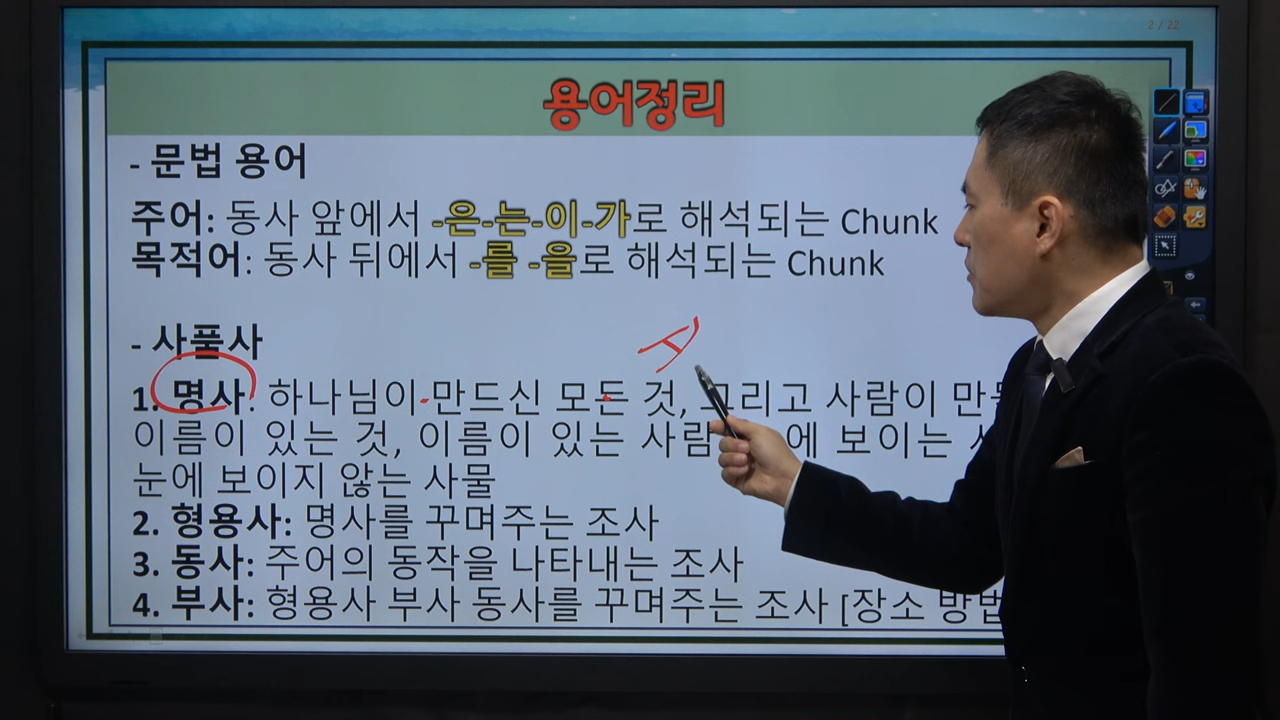 2 / 22
용어정리
- 문법 용어
주어: 동사 앞에서 -은-는-이-가로 해석되는 Chunk
목적어: 동사 뒤에서 -를 -을로 해석되는 Chunk
- 사품사
A
1. 명사: 하나님이 만드신 모든 것, 그리고 사람이
이름이 있는 것, 이름이 있는 사람 보이는
눈에 보이지 않는 사물
2. 형용사: 명사를 꾸며주는 조사
3. 동사: 주어의 동작을 나타내는 조사
4. 부사: 형용사 부사 동사를 꾸며주는 조사 [장소 방법